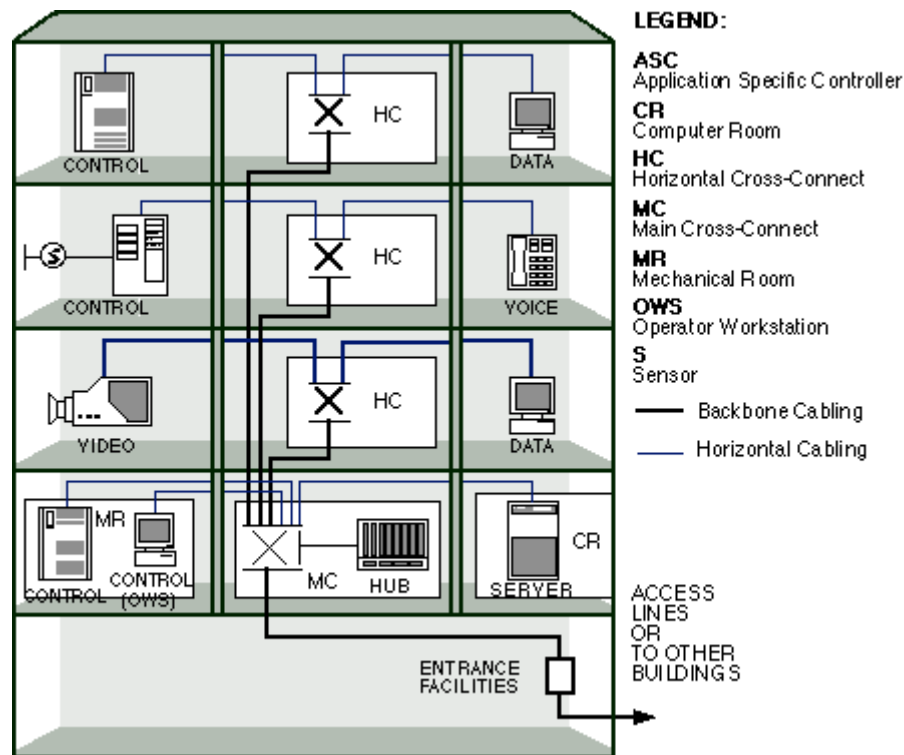 LEGEND:
ASC
Application Specific Controller
CR
Computer Room
HC
Horizontal Cross-Connect
MC
Main Cross-Connect
MR
Mechanical Room
OWS
Operator Workstation
S
Sensor
Backbone Cabling
Horizontal Cabling
HC
CONTROL
DATA
HC
S
CONTROL
VOICE
HC
VIDEO
DATA
MR
CONTROL
CONTROL
(OWS)
MC
HUB
SERVER
CR
ENTRANCE
FACILITIES
ACCESS
LINES
OR
TO OTHER
BUILDINGS